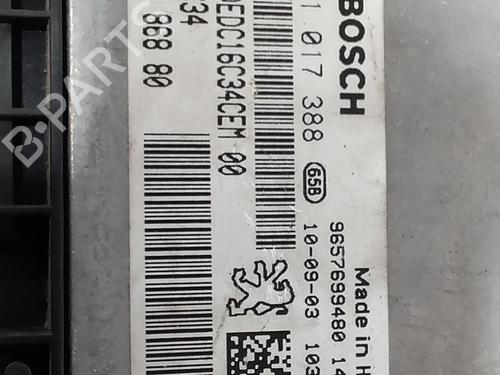 BOSCH
1 017 388
Made in H
9657699480 14
65B
10-09-03 103
EDC16C34CEM 00
34
868 80
B-PARTS